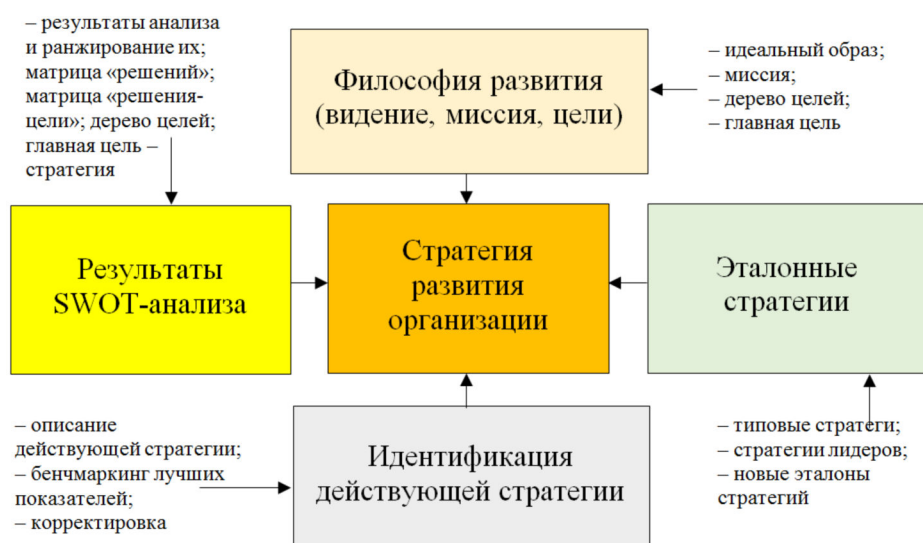 – результаты анализа
и ранжирование их;
матрица «решений»;
матрица «решения-
цели»; дерево целей;
главная цель –
стратегия
Философия развития
(видение, миссия, цели)
– идеальный образ;
– миссия;
– дерево целей;
– главная цель
Результаты
SWOT-анализа
Стратегия
развития
организации
Эталонные
стратегии
– описание
действующей стратегии;
– бенчмаркинг лучших
показателей;
– корректировка
Идентификация
действующей стратегии
– типовые стратеги;
– стратегии лидеров;
– новые эталоны
стратегий